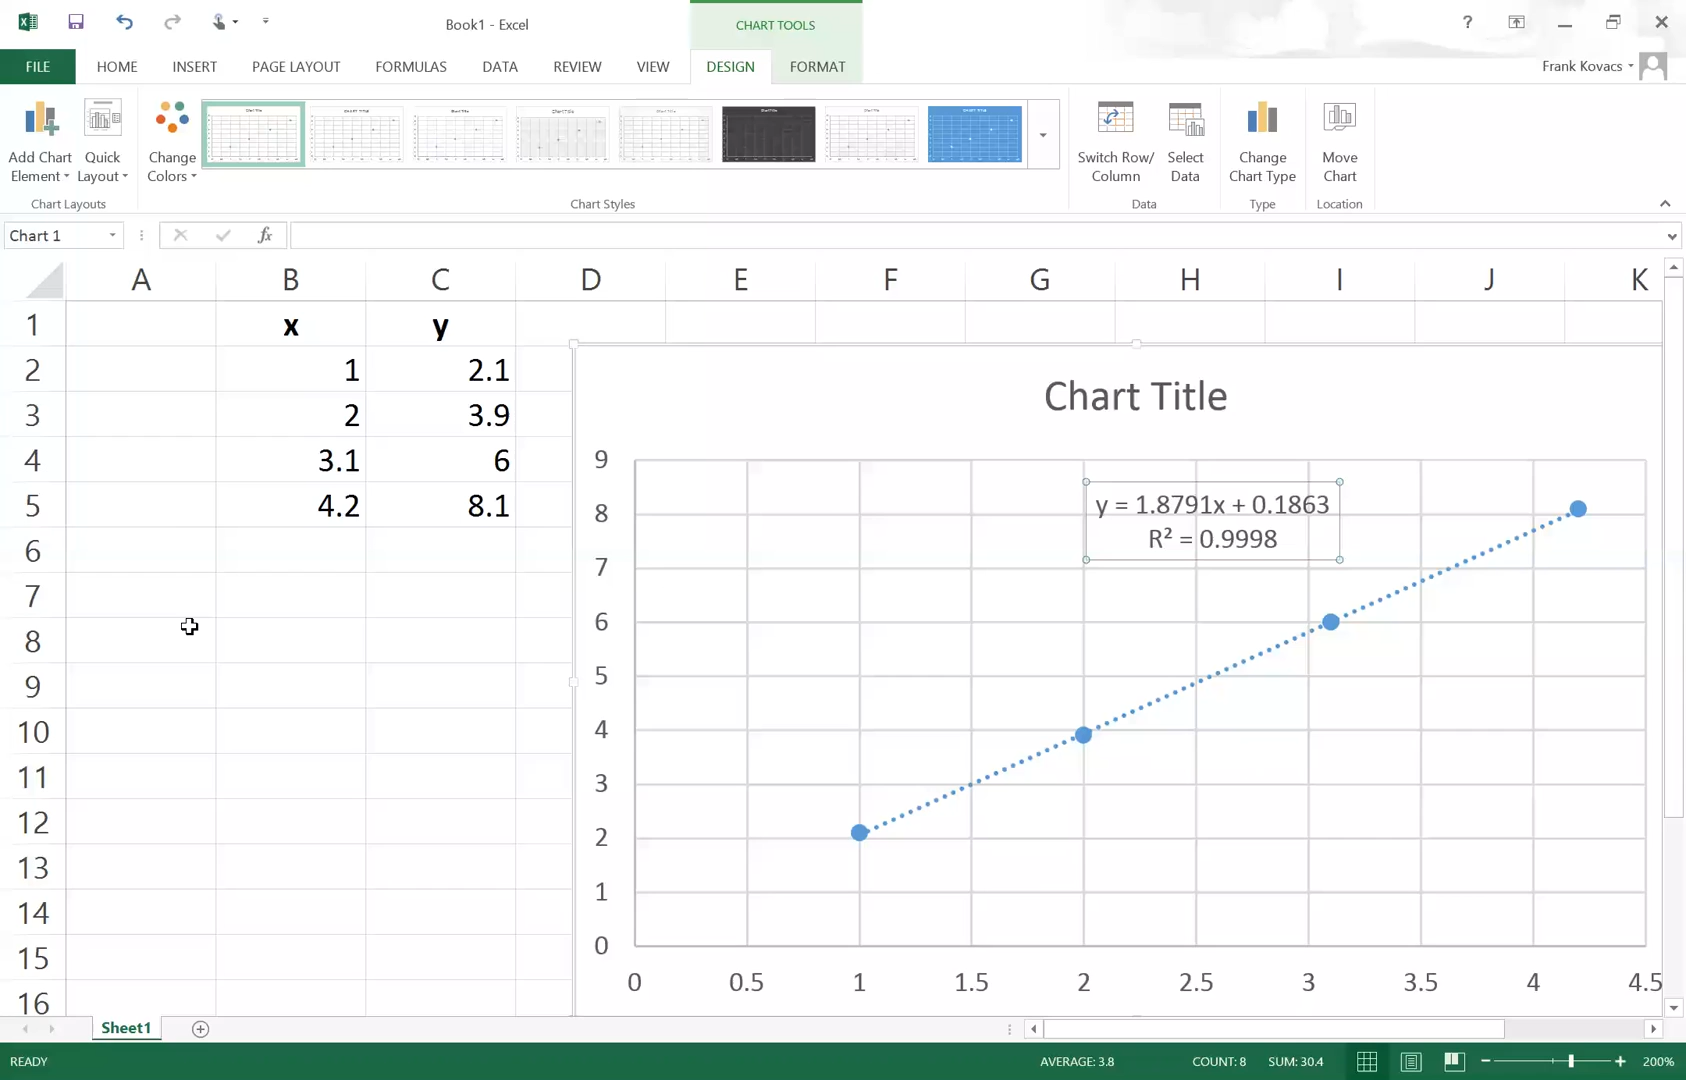 Book1 - Excel
CHART TOOLS
?
FILE HOME INSERT PAGE LAYOUT FORMULAS DATA REVIEW VIEW DESIGN FORMAT
Frank Kovacs
Add Chart Element
Quick Layout
Change Colors
Switch Row/ Column
Select Data
Change Chart Type
Move Chart
Chart Layouts
Chart Styles
Data
Type
Location
Chart 1
fx
A B C D E F G H I J K
1 x y
2 1 2.1
3 2 3.9
4 3.1 6
5 4.2 8.1
6
7
8
9
10
11
12
13
14
15
16
Chart Title
y = 1.8791x + 0.1863
R² = 0.9998
9
8
7
6
5
4
3
2
1
0
0 0.5 1 1.5 2 2.5 3 3.5 4 4.5
Sheet1
READY
AVERAGE: 3.8 COUNT: 8 SUM: 30.4
200%